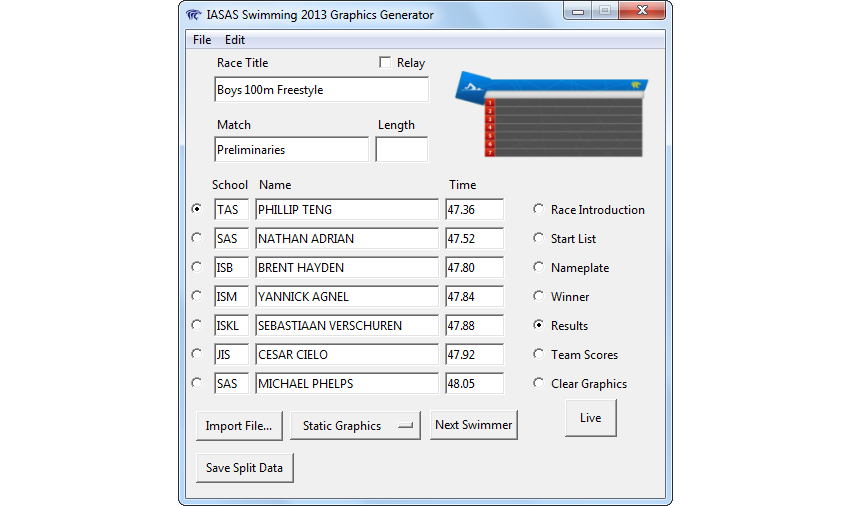 IASAS Swimming 2013 Graphics Generator
File Edit
Race Title Relay
Boys 100m Freestyle
Match Length
Preliminaries
1
2
3
4
5
6
7
School Name Time
TAS PHILLIP TENG 47.36 Race Introduction
SAS NATHAN ADRIAN 47.52 Start List
ISB BRENT HAYDEN 47.80 Nameplate
ISM YANNICK AGNEL 47.84 Winner
ISKL SEBASTIAAN VERSCHUREN 47.88 Results
JIS CESAR CIELO 47.92 Team Scores
SAS MICHAEL PHELPS 48.05 Clear Graphics
Import File... Static Graphics Next Swimmer Live
Save Split Data